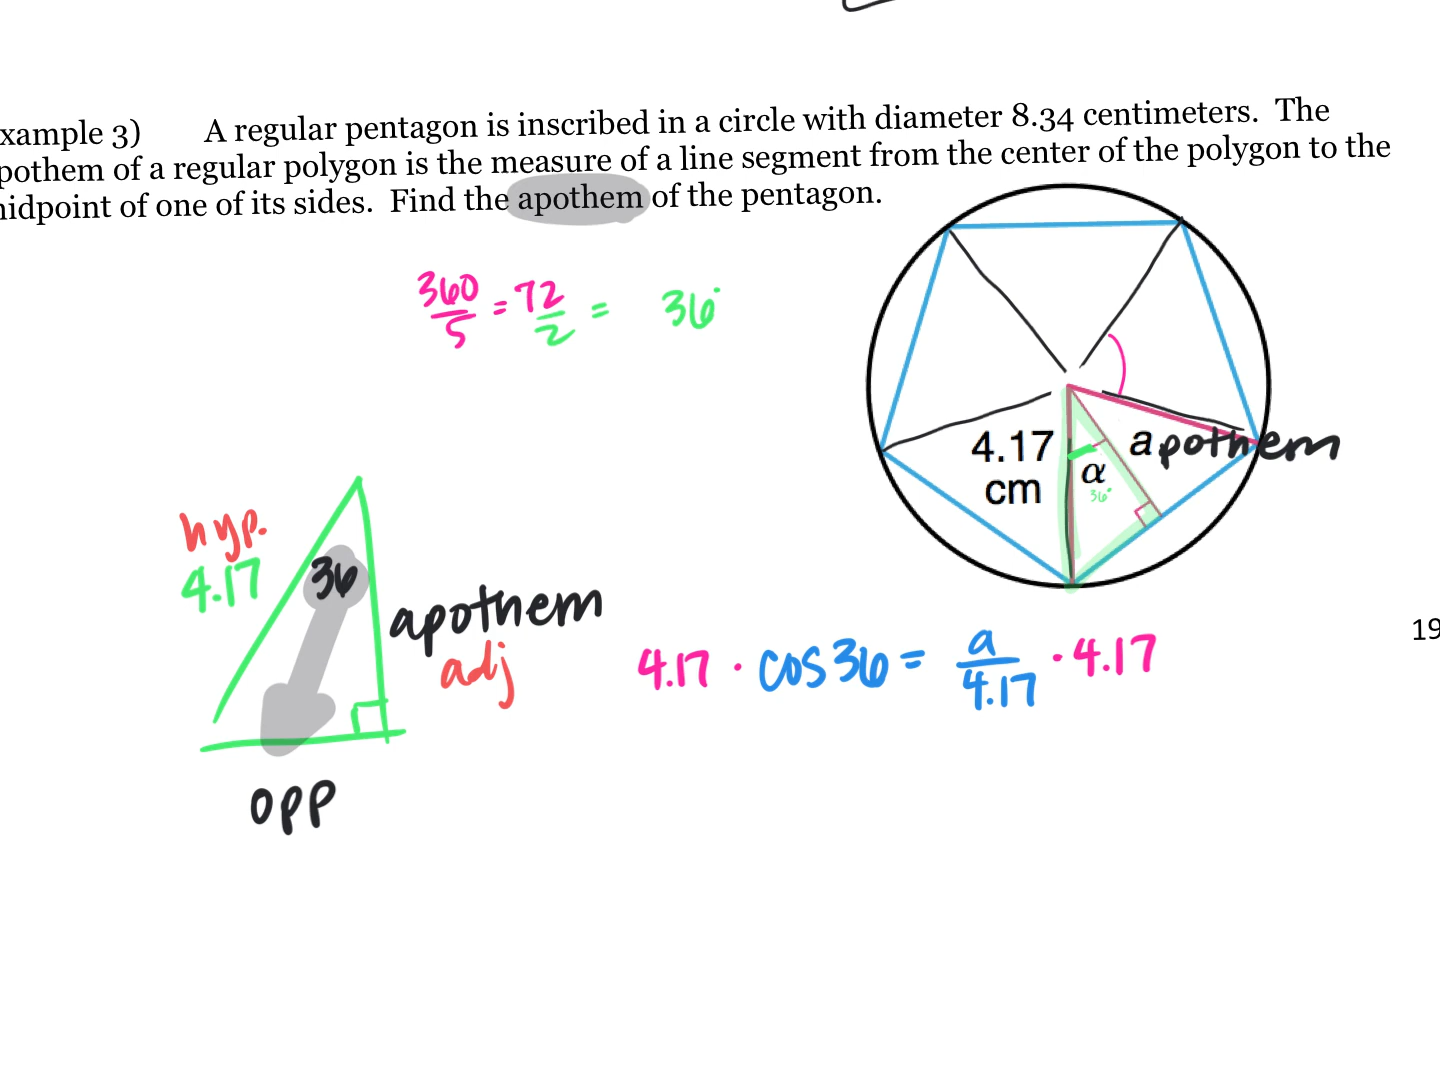 xample 3) A regular pentagon is inscribed in a circle with diameter 8.34 centimeters. The
pothem of a regular polygon is the measure of a line segment from the center of the polygon to the
idpoint of one of its sides. Find the apothem of the pentagon.
360/5 = 72/2 = 36°
4.17 cm
α
36°
apothem
hyp.
4.17
36
apothem
adj
opp
4.17 · cos36 = a/4.17 · 4.17
19